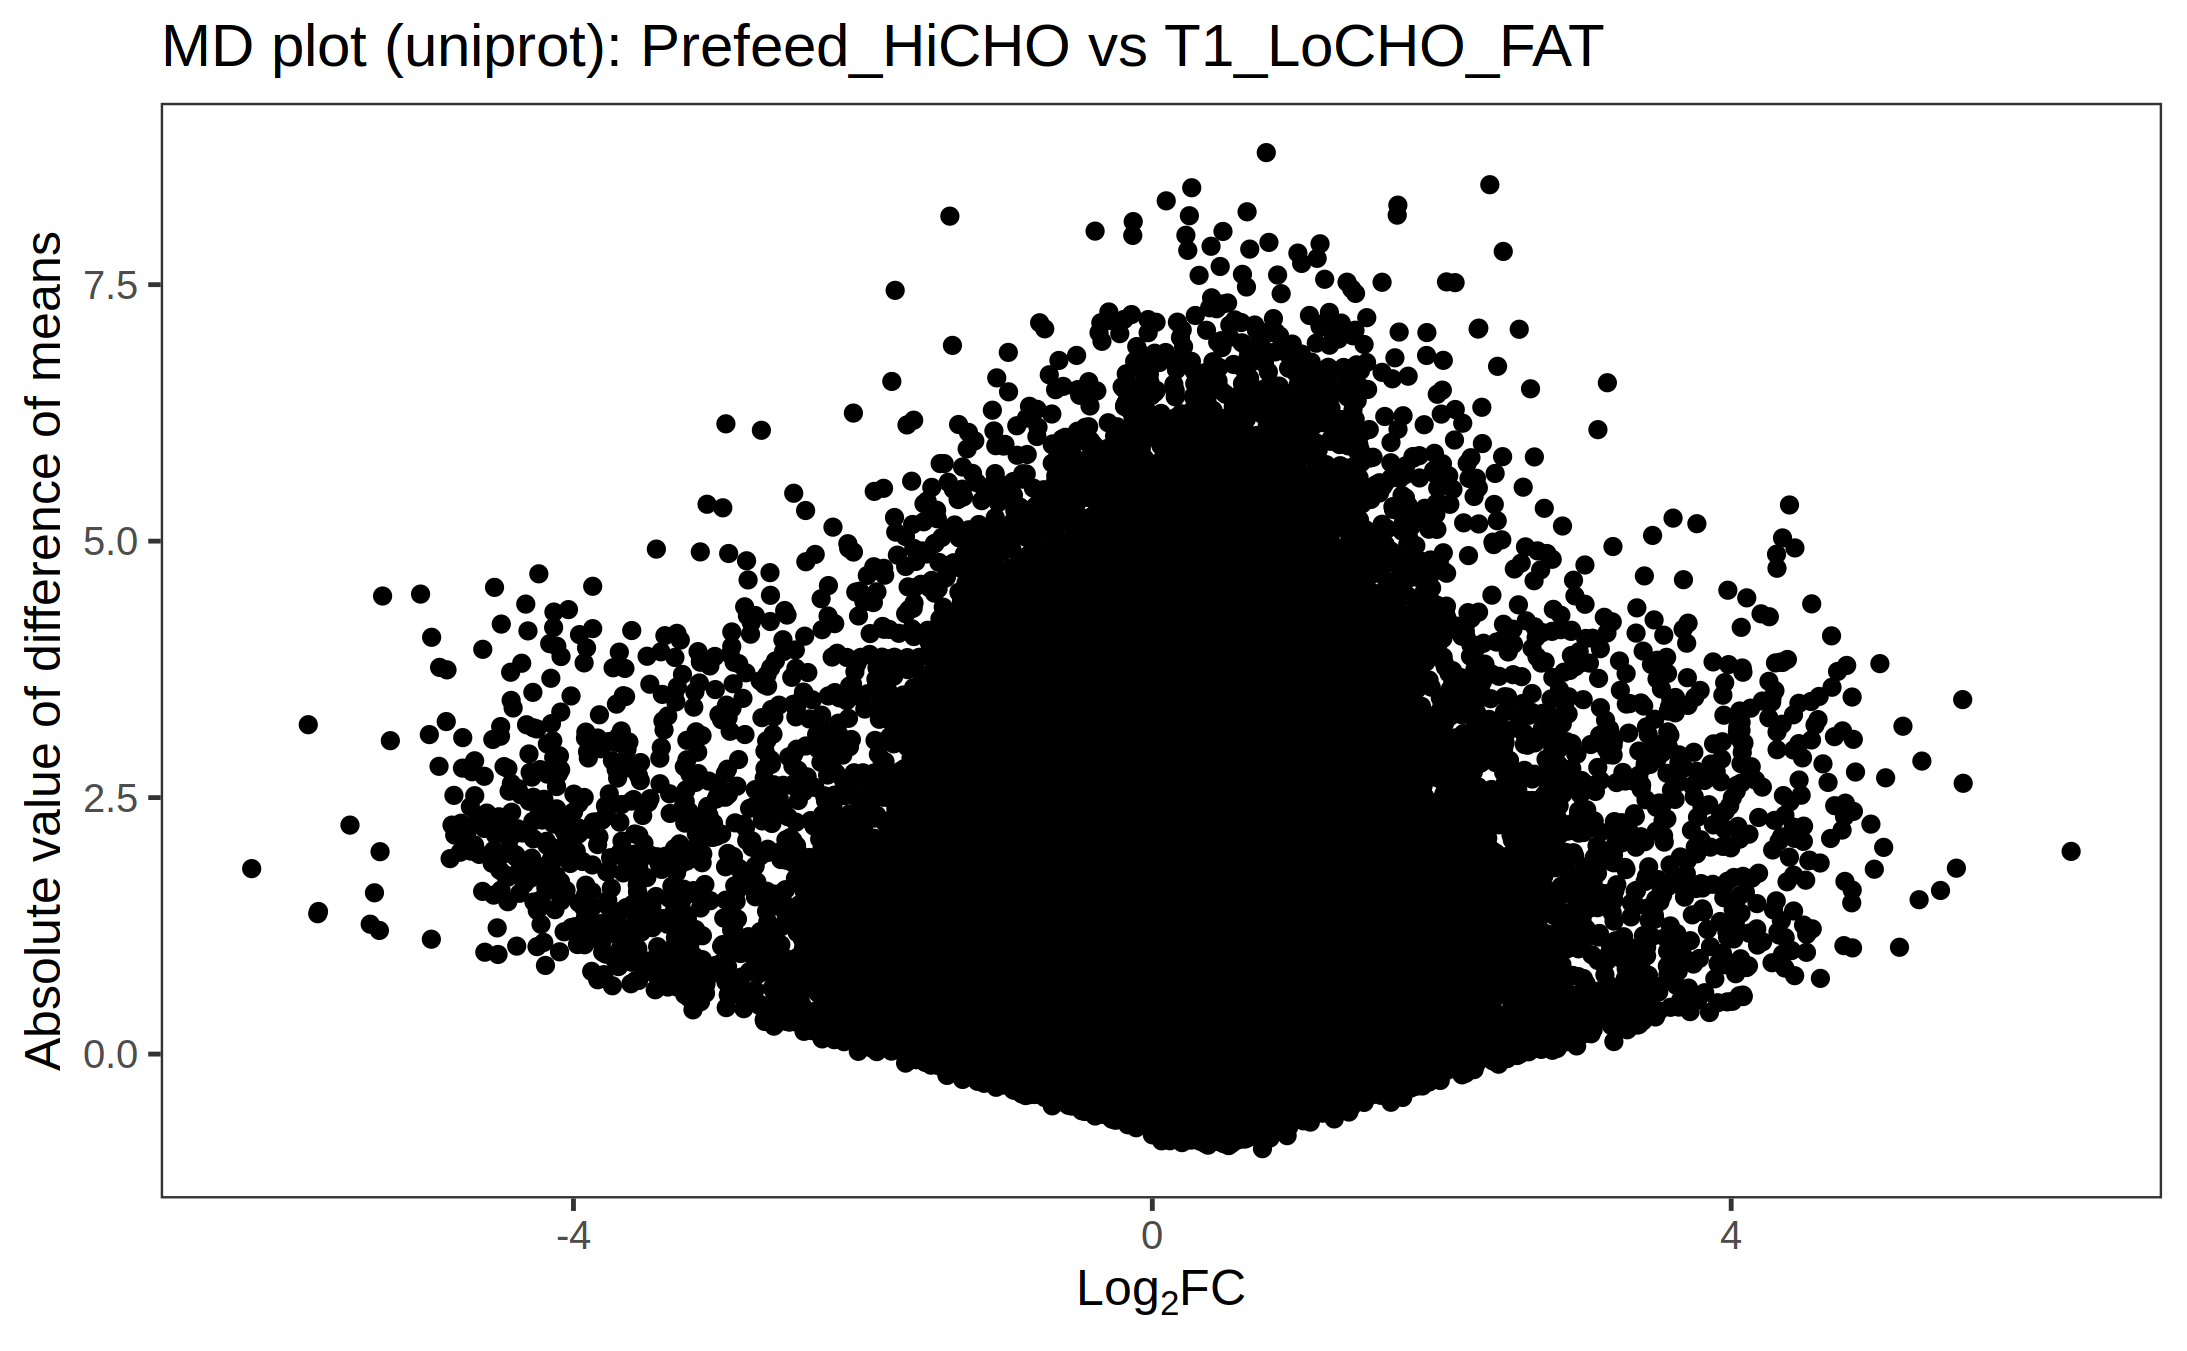 MD plot (uniprot): Prefeed_HiCHO vs T1_LoCHO_FAT
Absolute value of difference of means
7.5
5.0
2.5
0.0
-4
0
4
Log₂FC